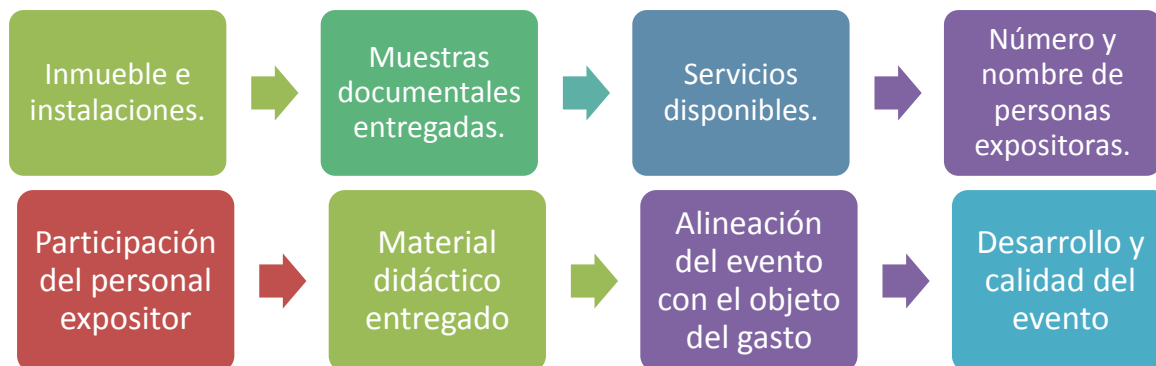 Inmueble e
instalaciones.
Muestras
documentales
entregadas.
Servicios
disponibles.
Número y
nombre de
personas
expositoras.
Participación
del personal
expositor
Material
didáctico
entregado
Alineación
del evento
con el objeto
del gasto
Desarrollo y
calidad del
evento